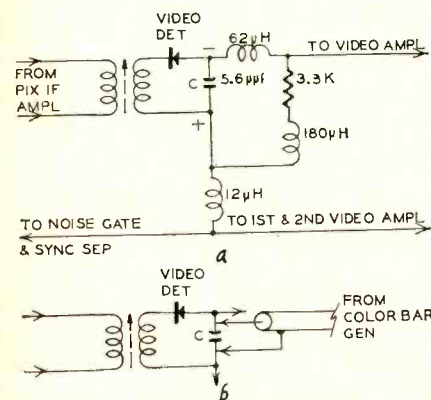 VIDEO
DET
62μH
TO VIDEO AMPL
FROM
PIX IF
AMPL
−
C
5.6μμf
3.3K
+
180μH
12μH
TO NOISE GATE
& SYNC SEP
TO 1ST & 2ND VIDEO AMPL
a
VIDEO
DET
C
FROM
COLOR BAR
GEN
b